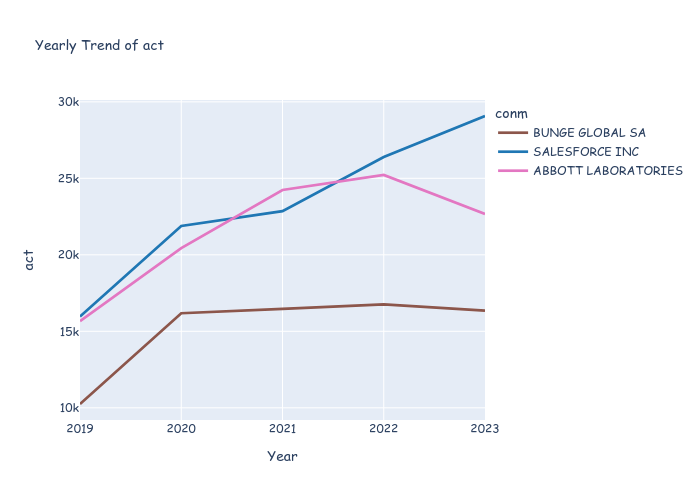 Yearly Trend of act
30k
25k
20k
15k
10k
act
2019 2020 2021 2022 2023
Year
conm
BUNGE GLOBAL SA
SALESFORCE INC
ABBOTT LABORATORIES